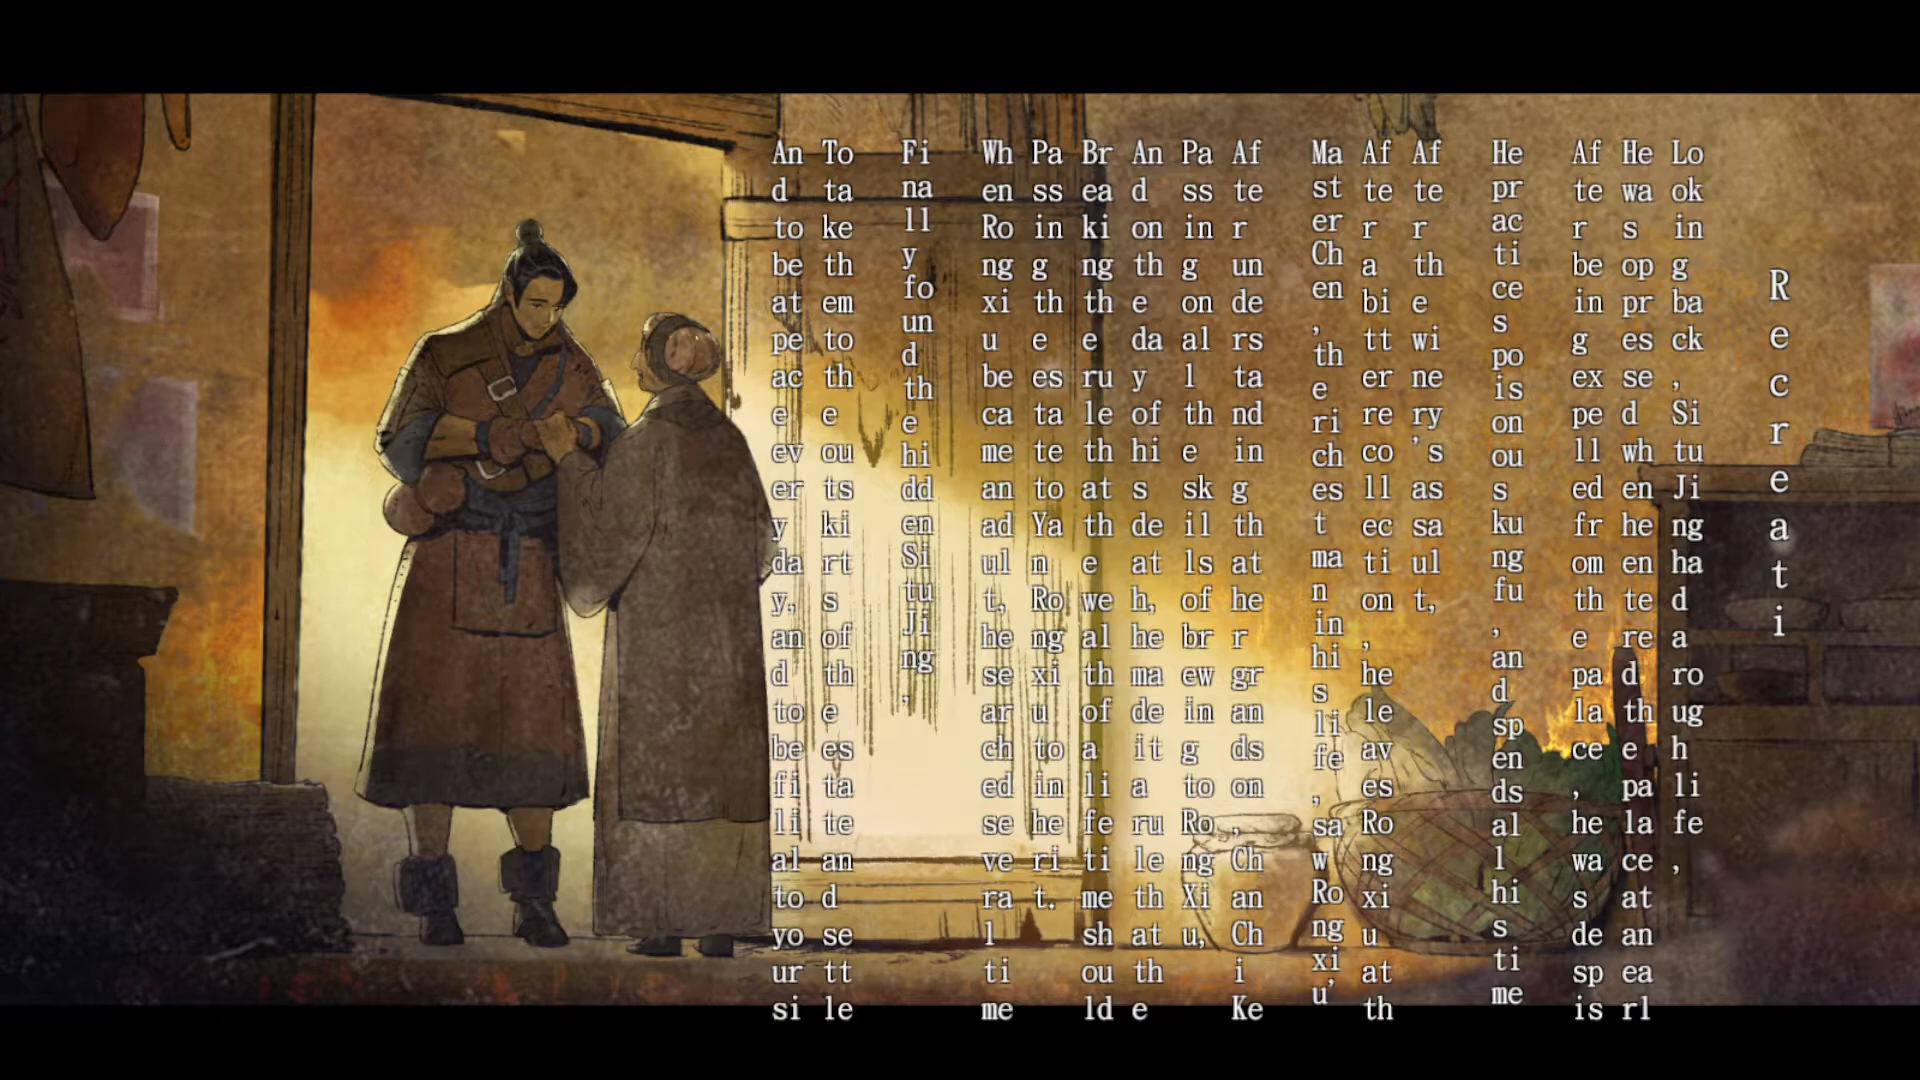 Recreati
Looking back, Situ Jing had a rough life,
He was oppressed when he entered the palace at an earl
After being expelled from the palace, he was despis
He practices poisonous kung fu, and spends all his time
After the winery's assault,
After a bitter recollection, he leaves Rongxiu at th
Master Chen, the richest man in his life, saw Rongxiu'
After understanding that her grandson, Chan Chi Ke
Passing on all the skills of brewing to Rong Xiu,
And on the day of his death, he made it a rule that the
Breaking the rule that the wealth of a lifetime should
Passing the estate to Yan Rongxiu to inherit.
When Rongxiu became an adult, he searched several time
Finally found the hidden Situ Jing,
To take them to the outskirts of the estate and settle
And to be at peace every day, and to be filial to your si